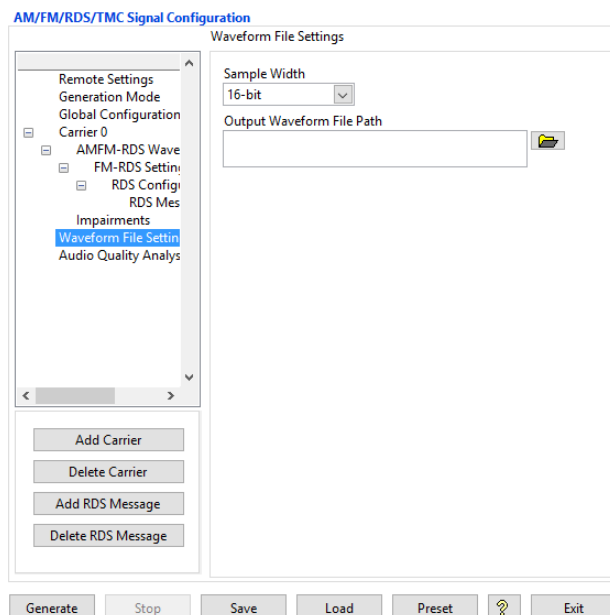 AM/FM/RDS/TMC Signal Configuration
Waveform File Settings
Remote Settings
Generation Mode
Global Configuration
Carrier 0
AMFM-RDS Wave
FM-RDS Setting
RDS Configu
RDS Mes
Impairments
Waveform File Settin
Audio Quality Analys
Sample Width
16-bit
Output Waveform File Path
Add Carrier
Delete Carrier
Add RDS Message
Delete RDS Message
Generate
Stop
Save
Load
Preset
?
Exit